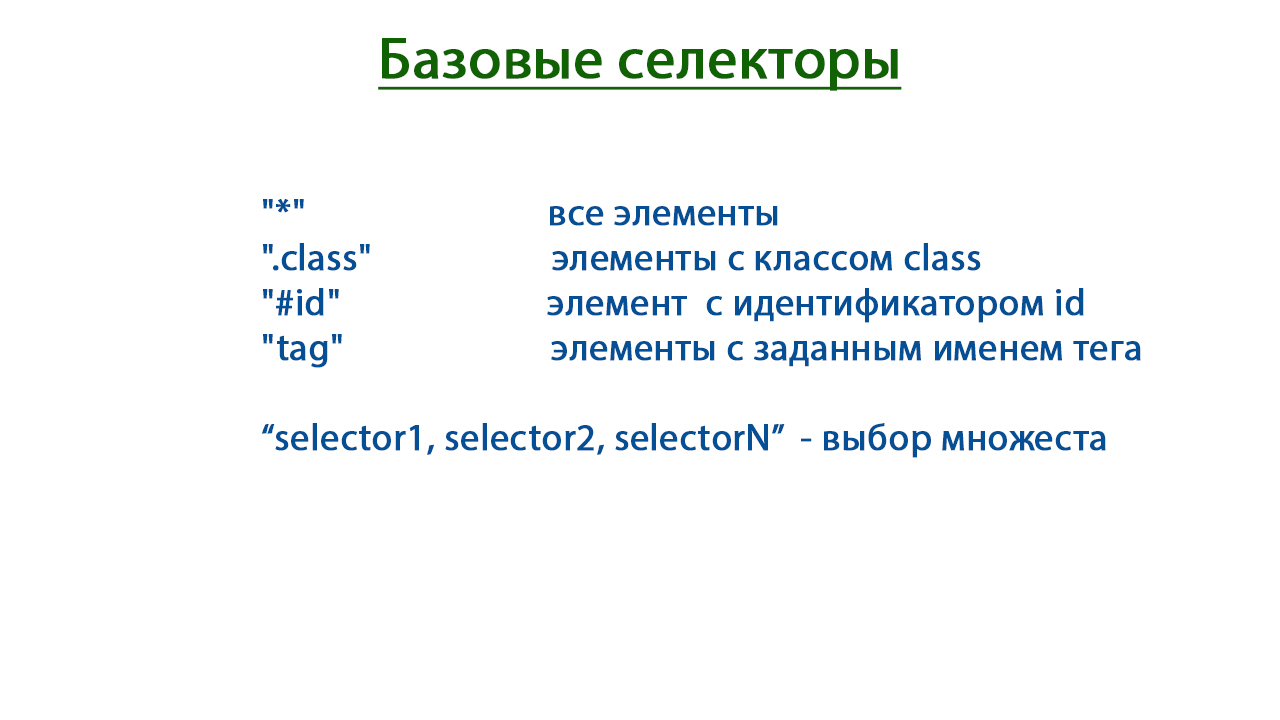 Базовые селекторы
"*" все элементы
".class" элементы с классом class
"#id" элемент с идентификатором id
"tag" элементы с заданным именем тега
“selector1, selector2, selectorN” - выбор множеста